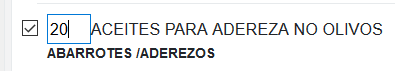 20 ACEITES PARA ADEREZA NO OLIVOS
ABARROTES /ADEREZOS